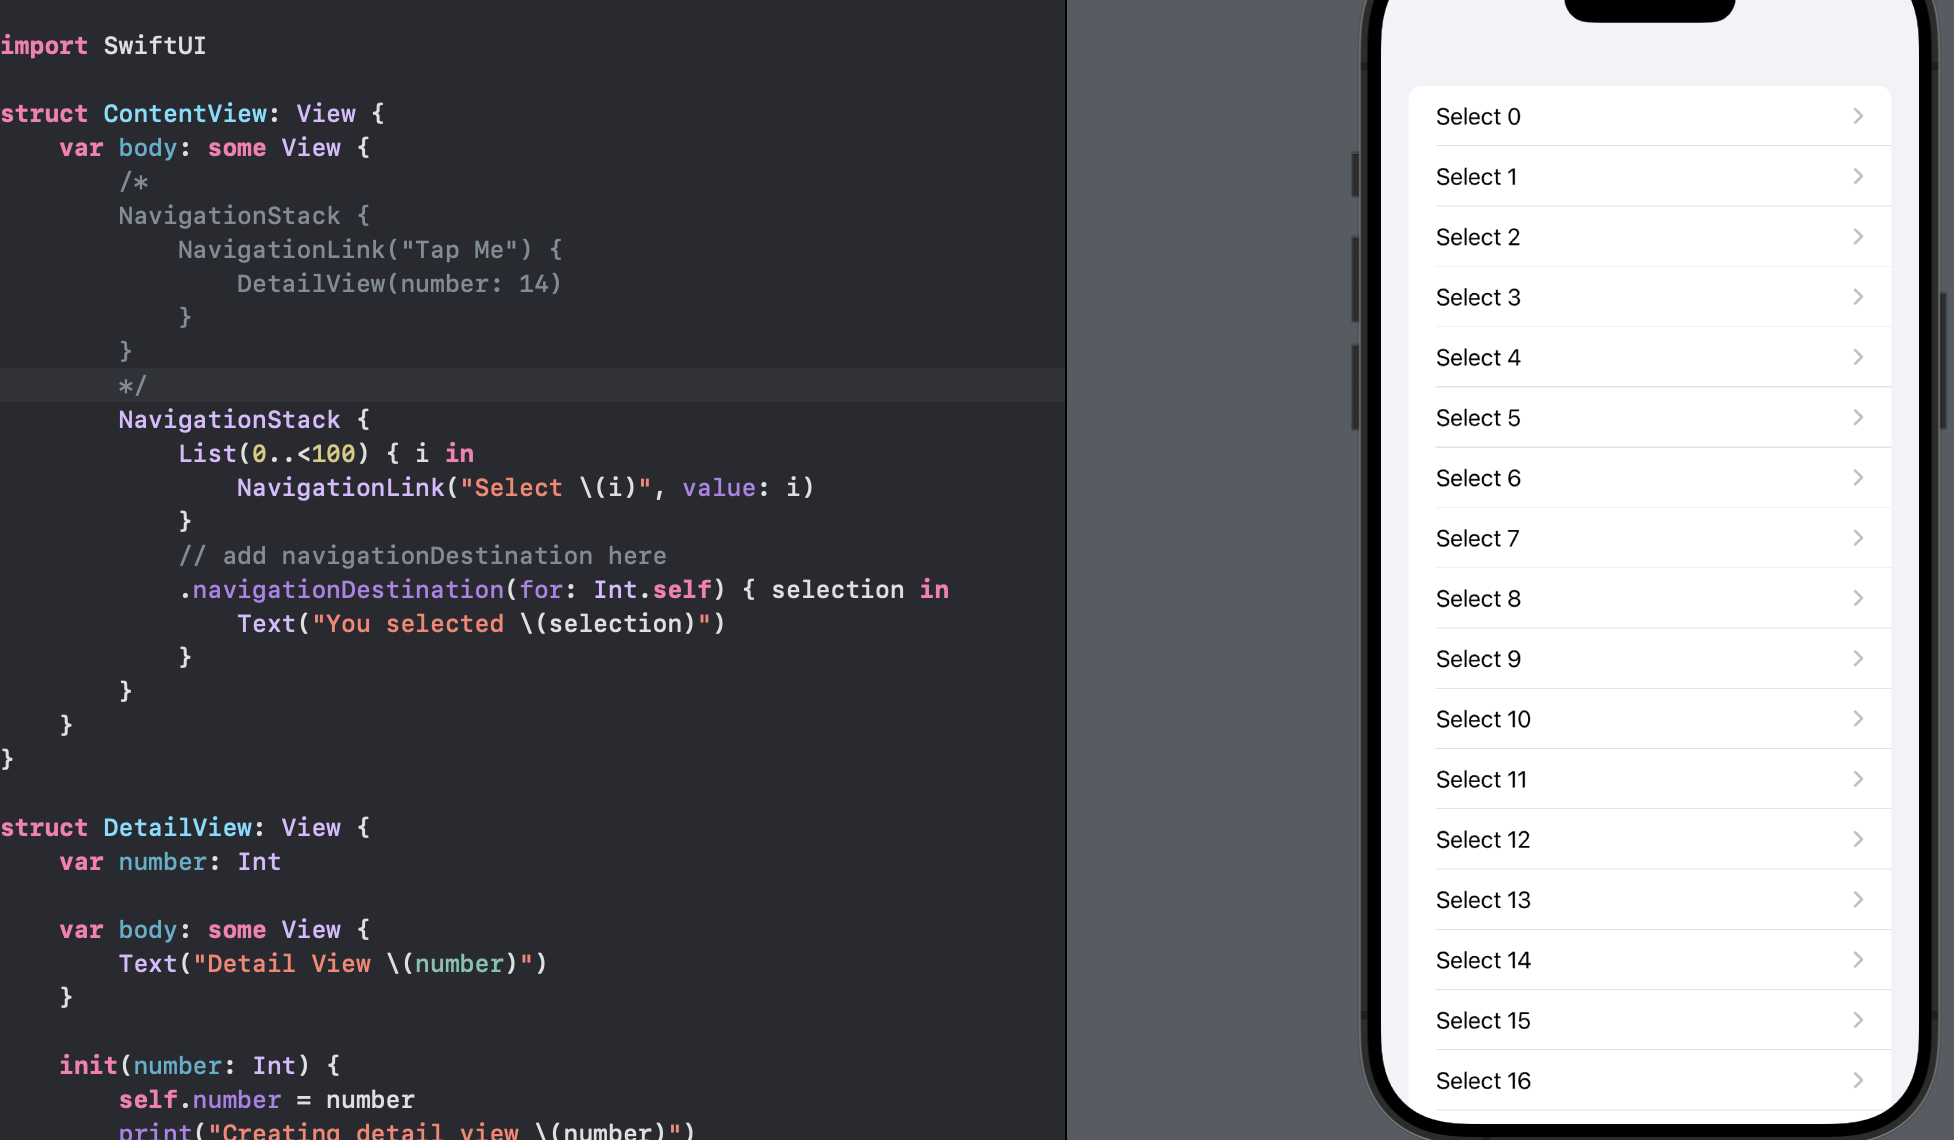 import SwiftUI
struct ContentView: View {
var body: some View {
/*
NavigationStack {
NavigationLink("Tap Me") {
DetailView(number: 14)
}
}
*/
NavigationStack {
List(0..<100) { i in
NavigationLink("Select \(i)", value: i)
}
// add navigationDestination here
.navigationDestination(for: Int.self) { selection in
Text("You selected \(selection)")
}
}
}
}
struct DetailView: View {
var number: Int
var body: some View {
Text("Detail View \(number)")
}
init(number: Int) {
self.number = number
print("Creating detail view \(number)")
Select 0
Select 1
Select 2
Select 3
Select 4
Select 5
Select 6
Select 7
Select 8
Select 9
Select 10
Select 11
Select 12
Select 13
Select 14
Select 15
Select 16